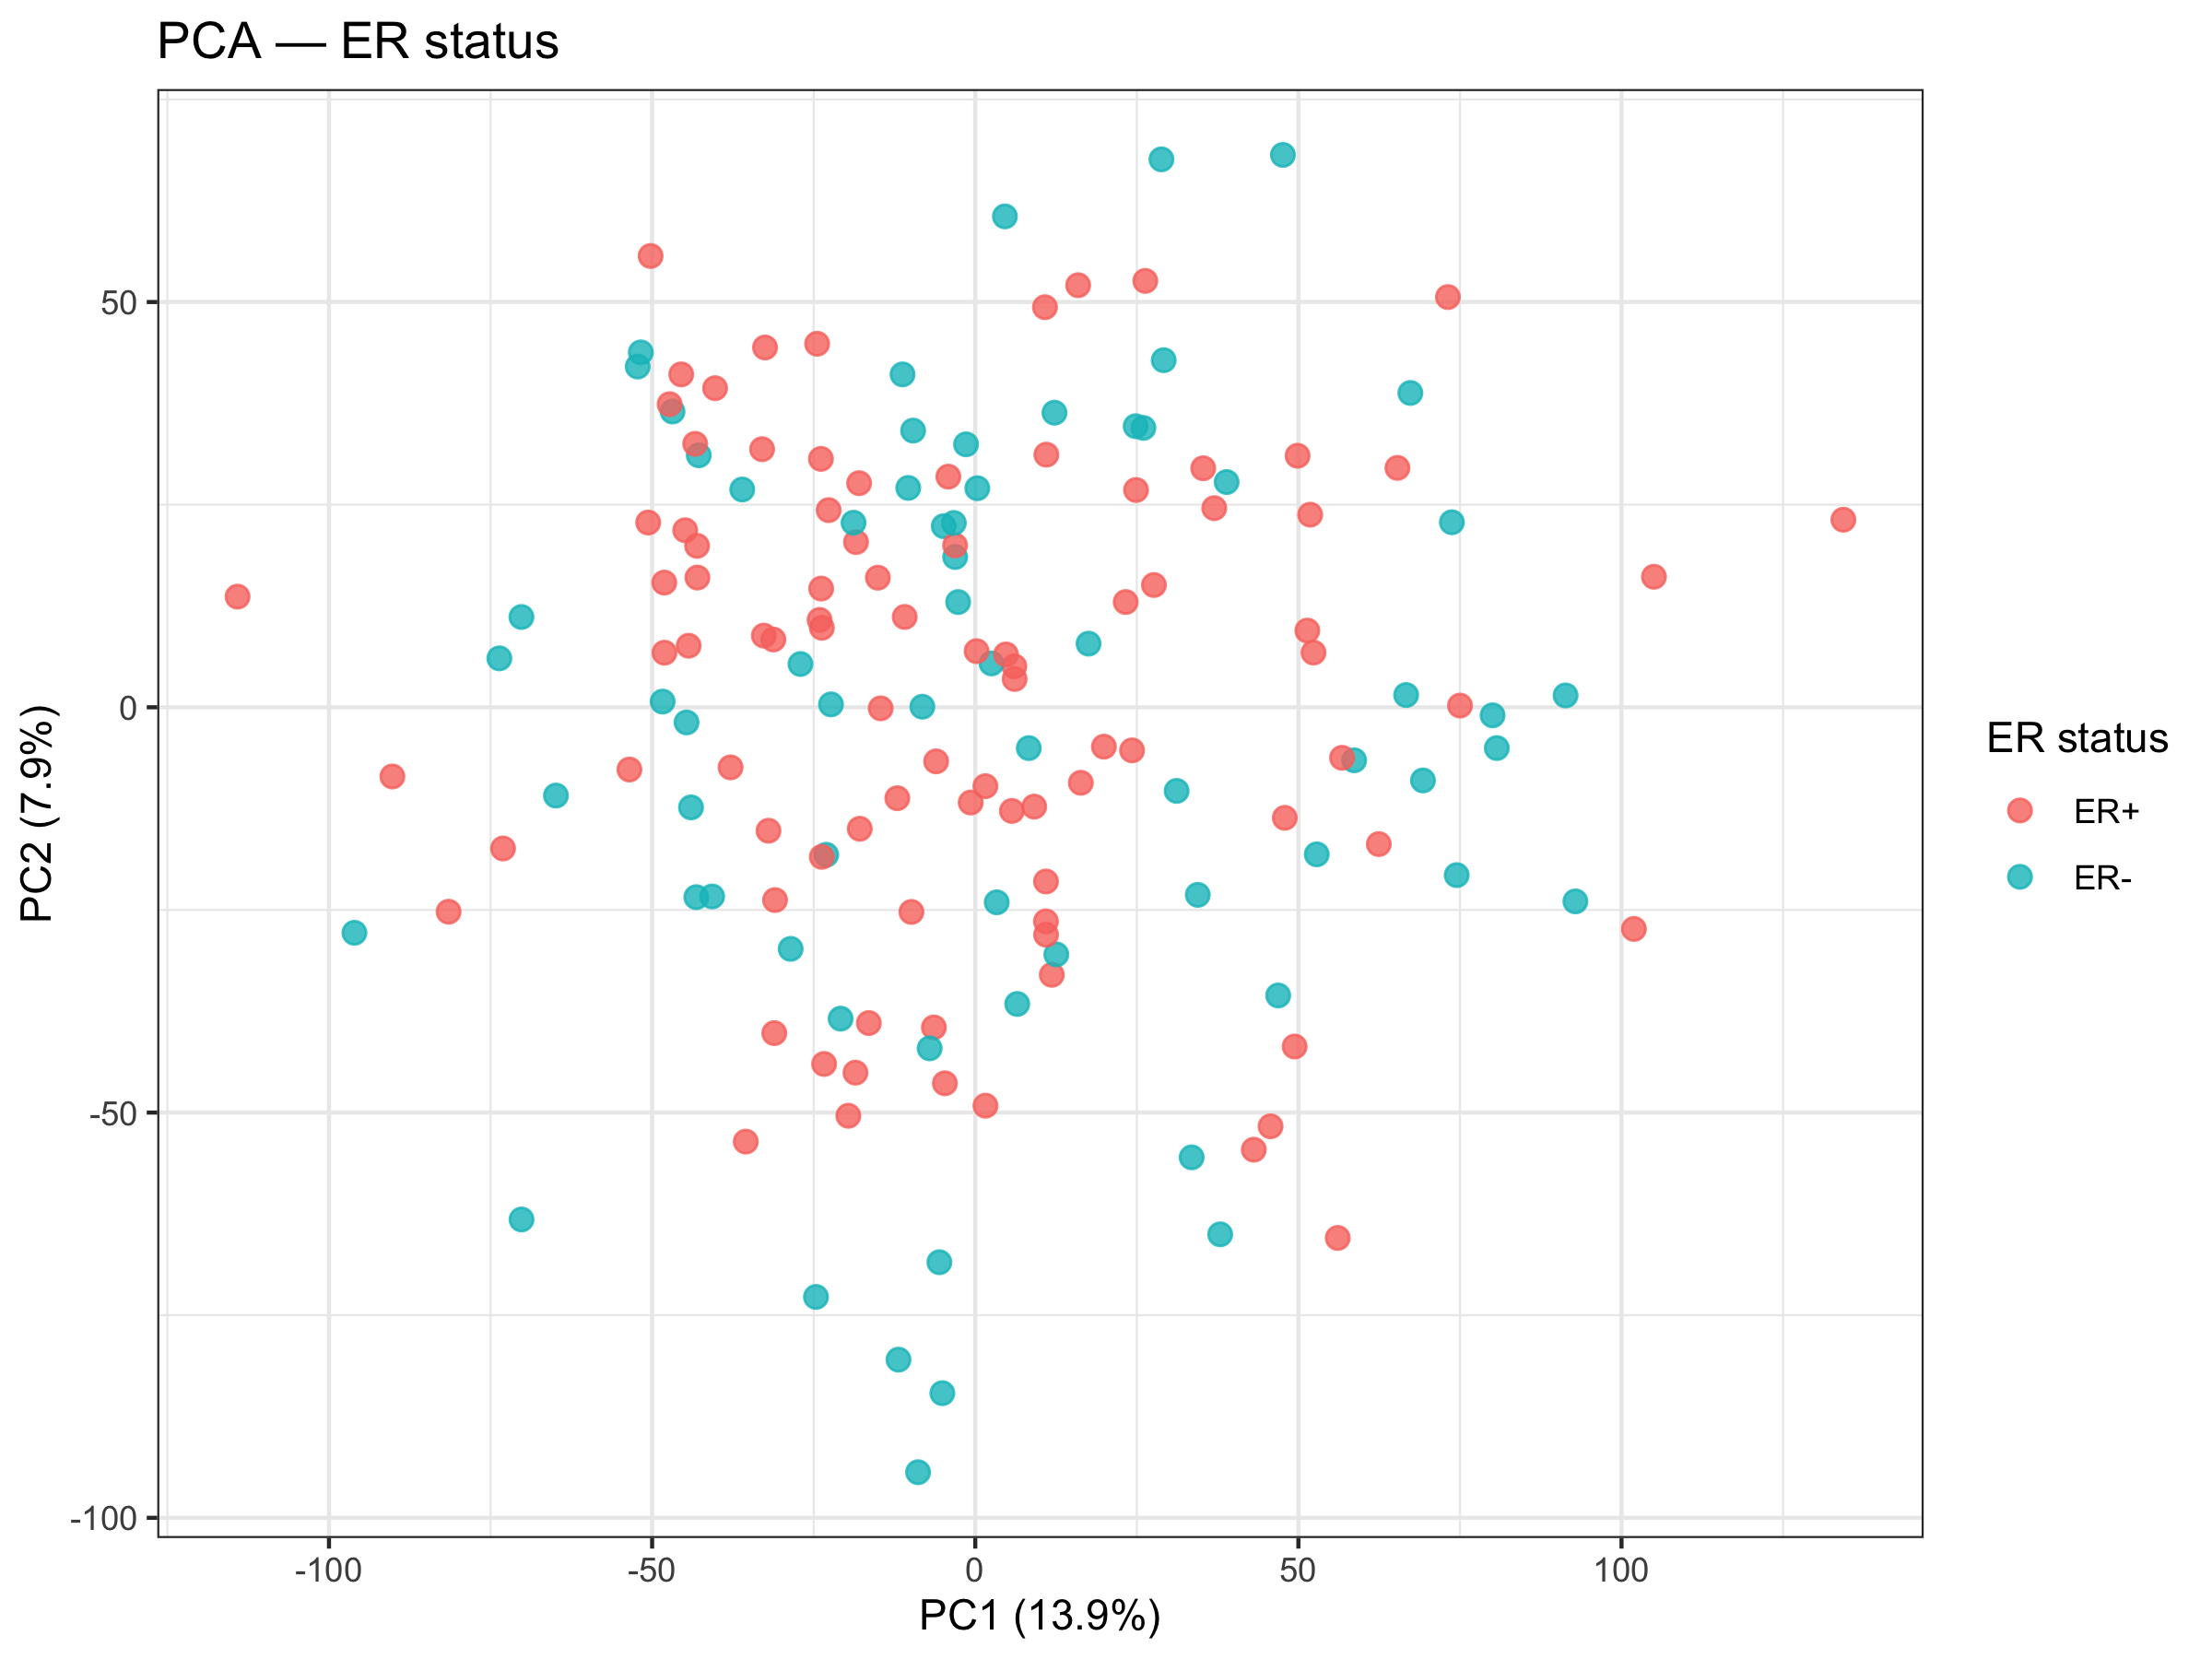 PCA — ER status
50
0
-50
-100
PC2 (7.9%)
-100
-50
0
50
100
PC1 (13.9%)
ER status
ER+
ER-